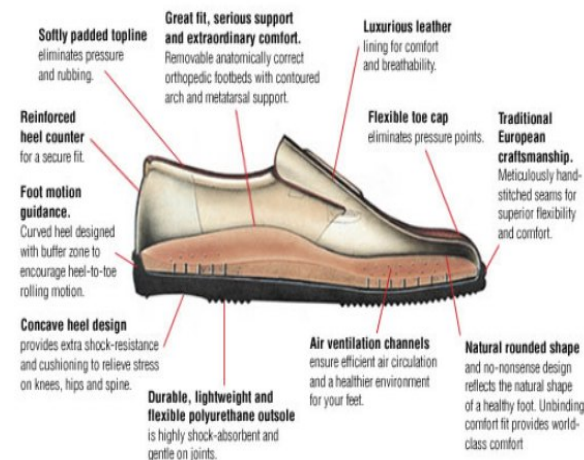 Softly padded topline
eliminates pressure
and rubbing.
Great fit, serious support
and extraordinary comfort.
Removable anatomically correct
orthopedic footbeds with contoured
arch and metatarsal support.
Luxurious leather
lining for comfort
and breathability.
Reinforced
heel counter
for a secure fit.
Flexible toe cap
eliminates pressure points.
Traditional
European
craftsmanship.
Meticulously hand-
stitched seams for
superior flexibility
and comfort.
Foot motion
guidance.
Curved heel designed
with buffer zone to
encourage heel-to-toe
rolling motion.
Concave heel design
provides extra shock-resistance
and cushioning to relieve stress
on knees, hips and spine.
Durable, lightweight and
flexible polyurethane outsole
is highly shock-absorbent and
gentle on joints.
Air ventilation channels
ensure efficient air circulation
and a healthier environment
for your feet.
Natural rounded shape
and no-nonsense design
reflects the natural shape
of a healthy foot. Unbinding
comfort fit provides world-
class comfort